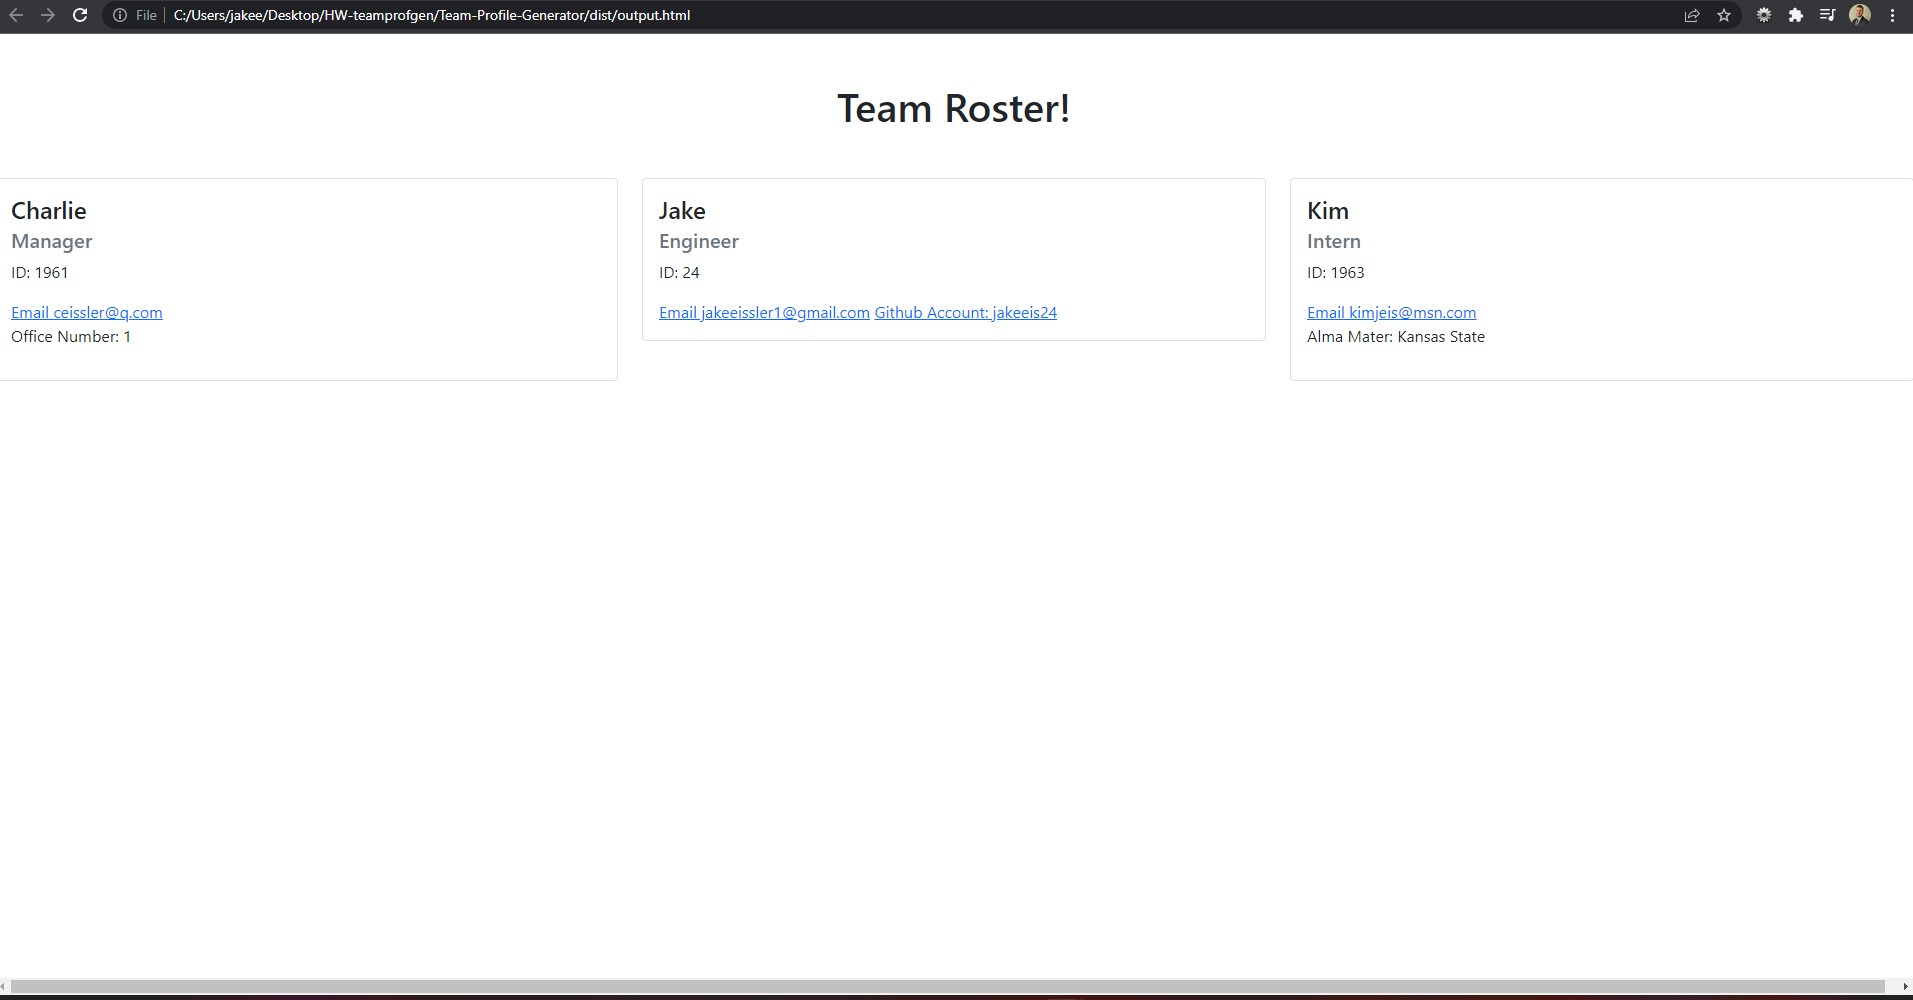 File C:/Users/jakee/Desktop/HW-teamprofgen/Team-Profile-Generator/dist/output.html
Team Roster!
Charlie
Manager
ID: 1961
Email ceissler@q.com
Office Number: 1
Jake
Engineer
ID: 24
Email jakeeissler1@gmail.com Github Account: jakeeis24
Kim
Intern
ID: 1963
Email kimjeis@msn.com
Alma Mater: Kansas State